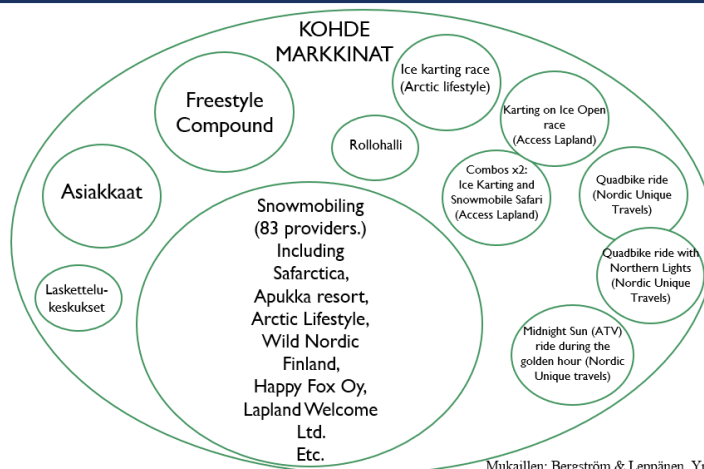 KOHDE
MARKKINAT
Ice karting race
(Arctic lifestyle)
Freestyle
Compound
Karting on Ice Open
race
(Access Lapland)
Rollohalli
Combos x2:
Ice Karting and
Snowmobile Safari
(Access Lapland)
Asiakkaat
Quadbike ride
(Nordic Unique
Travels)
Snowmobiling
(83 providers.)
Including
Safarctica,
Apukka resort,
Arctic Lifestyle,
Wild Nordic
Finland,
Happy Fox Oy,
Lapland Welcome
Ltd.
Etc.
Quadbike ride with
Northern Lights
(Nordic Unique
Travels)
Laskettelu-
keskukset
Midnight Sun (ATV)
ride during the
golden hour (Nordic
Unique travels)
Mukaillen: Bergström & Leppänen,